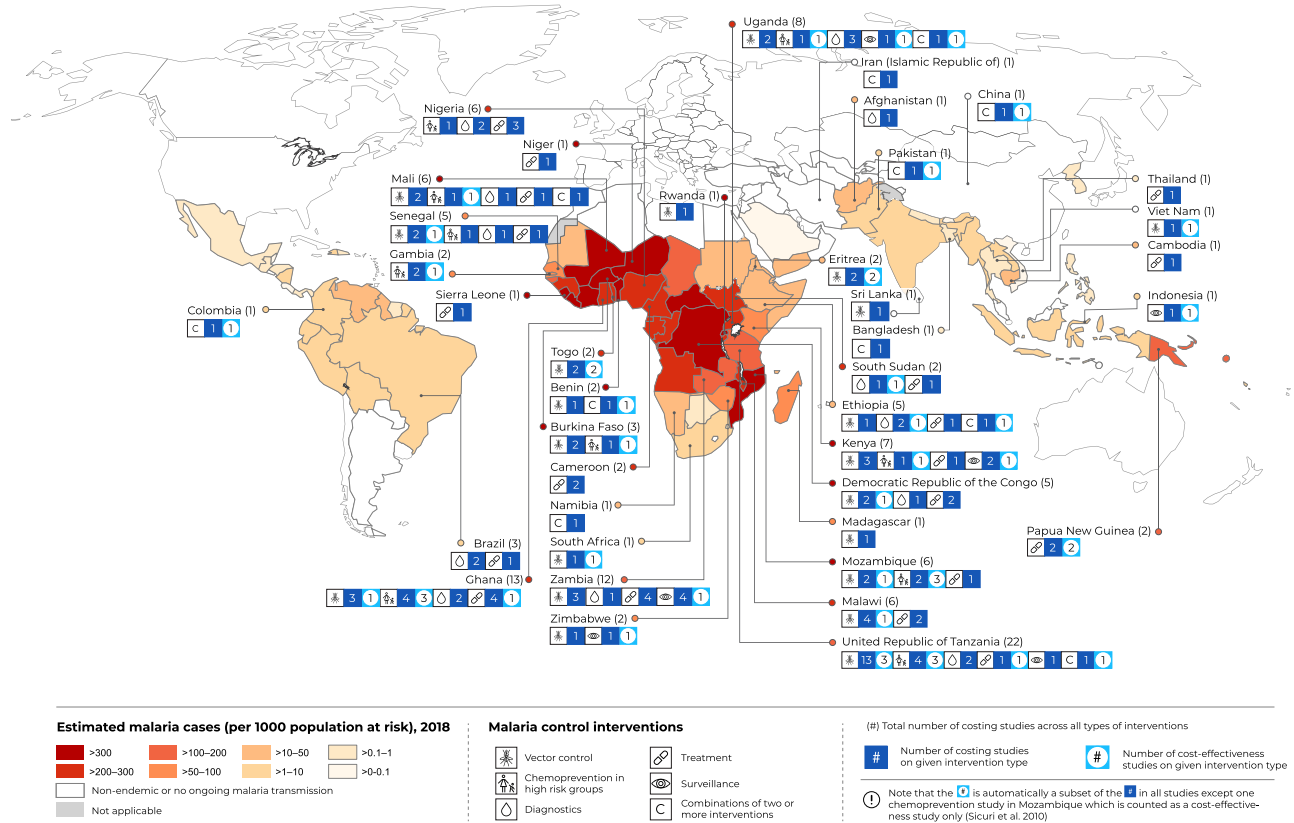 Uganda (8)
2 1 1 3 1 1 C 1 1
Iran (Islamic Republic of) (1)
C 1
Nigeria (6)
1 2 3
Afghanistan (1)
1
China (1)
C 1 1
Niger (1)
1
Pakistan (1)
C 1 1
Mali (6)
2 1 1 1 1 C 1
Rwanda (1)
1
Thailand (1)
1
Senegal (5)
2 1 1 1 1
Viet Nam (1)
1 1
Gambia (2)
2 1
Eritrea (2)
2 2
Cambodia (1)
1
Sierra Leone (1)
1
Sri Lanka (1)
1
Indonesia (1)
1 1
Colombia (1)
C 1 1
Bangladesh (1)
C 1
Togo (2)
2 2
South Sudan (2)
1 1 1
Benin (2)
1 C 1 1
Ethiopia (5)
1 2 1 1 C 1 1
Burkina Faso (3)
2 1 1
Kenya (7)
3 1 1 1 2 1
Cameroon (2)
2
Democratic Republic of the Congo (5)
2 1 1 2
Namibia (1)
C 1
Madagascar (1)
1
Papua New Guinea (2)
2 2
Brazil (3)
2 1
South Africa (1)
1 1
Mozambique (6)
2 1 2 3 1
Ghana (13)
3 1 4 3 2 4 1
Zambia (12)
3 1 4 4 1
Malawi (6)
4 1 2
Zimbabwe (2)
1 1 1
United Republic of Tanzania (22)
13 3 4 3 2 1 1 1 C 1 1
Estimated malaria cases (per 1000 population at risk), 2018
>300
>100–200
>10–50
>0.1–1
>200–300
>50–100
>1–10
>0-0.1
Non-endemic or no ongoing malaria transmission
Not applicable
Malaria control interventions
Vector control
Treatment
Chemoprevention in
high risk groups
Surveillance
Diagnostics
C
Combinations of two or
more interventions
(#) Total number of costing studies across all types of interventions
#
Number of costing studies
on given intervention type
#
Number of cost-effectiveness
studies on given intervention type
Note that the # is automatically a subset of the # in all studies except one
chemoprevention study in Mozambique which is counted as a cost-effective-
ness study only (Sicuri et al. 2010)